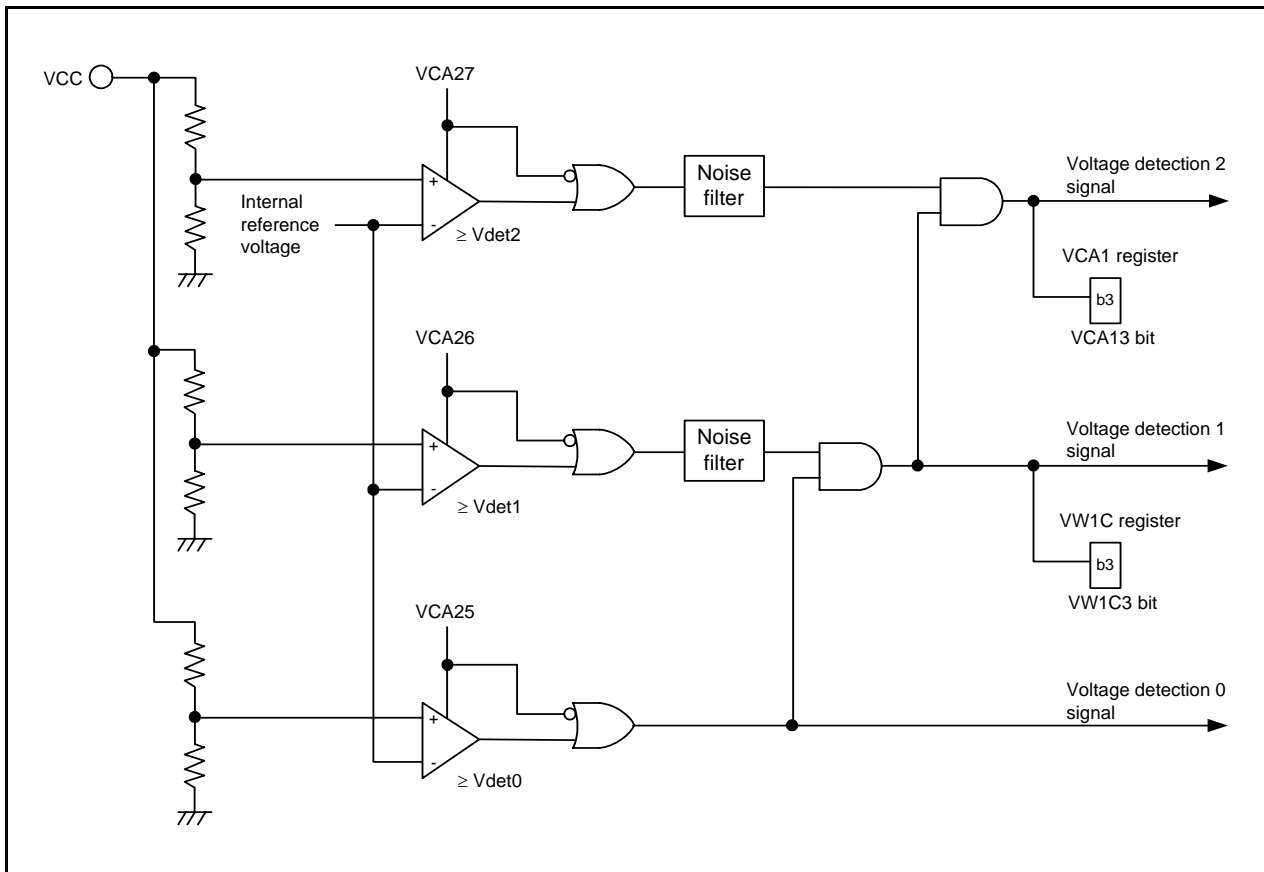 VCC
VCA27
+
-
≥ Vdet2
Internal
reference
voltage
Noise
filter
Voltage detection 2
signal
VCA1 register
b3
VCA13 bit
VCA26
+
-
≥ Vdet1
Noise
filter
Voltage detection 1
signal
VW1C register
b3
VW1C3 bit
VCA25
+
-
≥ Vdet0
Voltage detection 0
signal